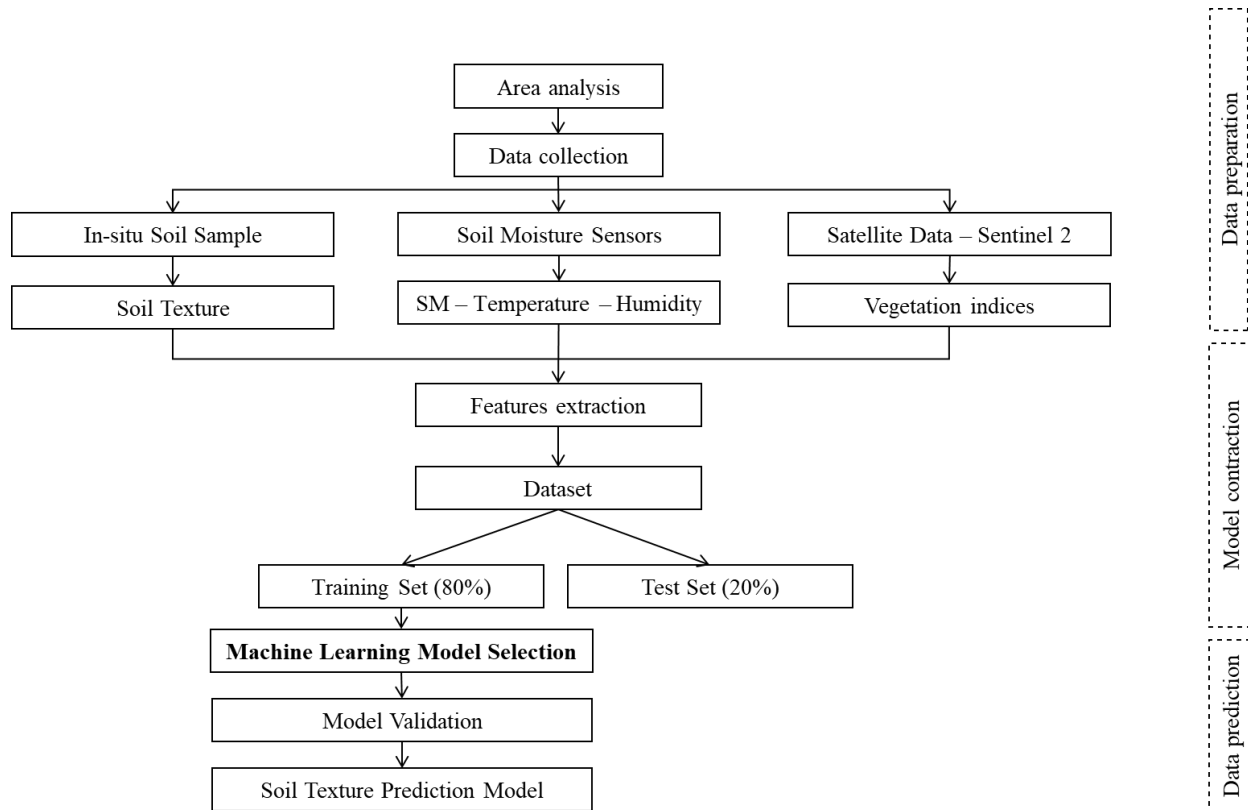 Area analysis
Data collection
In-situ Soil Sample
Soil Moisture Sensors
Satellite Data – Sentinel 2
Soil Texture
SM – Temperature – Humidity
Vegetation indices
Features extraction
Dataset
Training Set (80%)
Test Set (20%)
Machine Learning Model Selection
Model Validation
Soil Texture Prediction Model
Data preparation
Model contraction
Data prediction